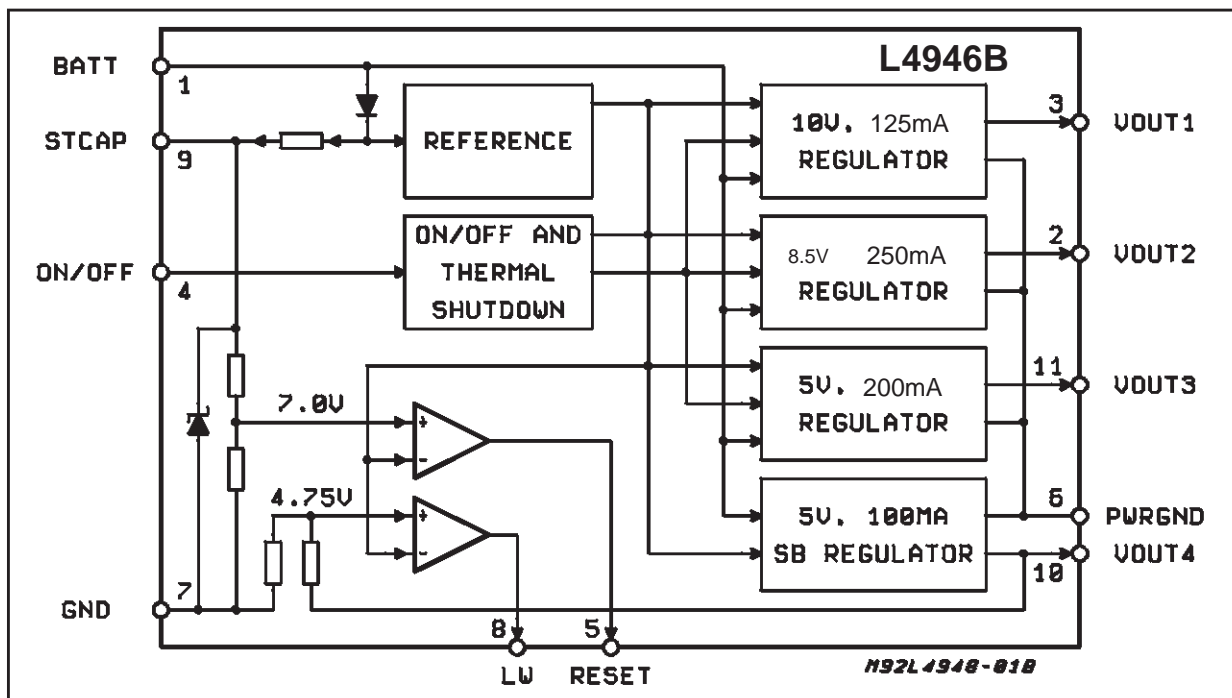 L4946B
BATT
1
STCAP
9
ON/OFF
4
GND
7
REFERENCE
ON/OFF AND
THERMAL
SHUTDOWN
7.0V
+
-
4.75V
+
-
10V, 125mA
REGULATOR
8.5V 250mA
REGULATOR
5V, 200mA
REGULATOR
5V, 100MA
SB REGULATOR
3
VOUT1
2
VOUT2
11
VOUT3
6
PWRGND
VOUT4
10
8
5
LW
RESET
M92L4948-01B